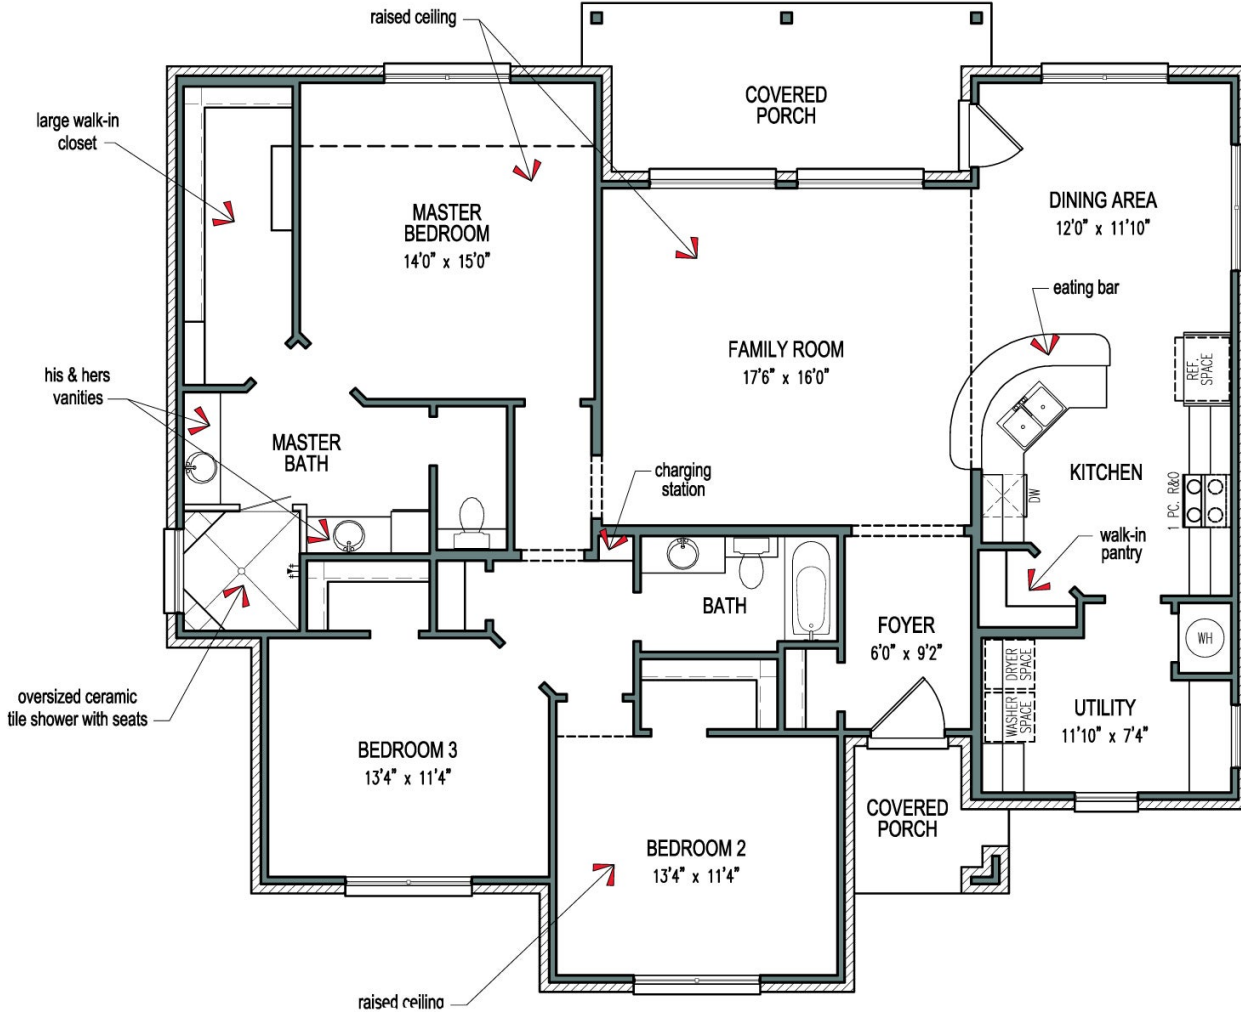 raised ceiling
COVERED
PORCH
large walk-in
closet
MASTER
BEDROOM
14'0" x 15'0"
DINING AREA
12'0" x 11'10"
eating bar
FAMILY ROOM
17'6" x 16'0"
REF.
SPACE
his & hers
vanities
MASTER
BATH
charging
station
KITCHEN
DW
1 PC. R&O
walk-in
pantry
BATH
FOYER
6'0" x 9'2"
WH
DRYER
SPACE
WASHER
SPACE
UTILITY
11'10" x 7'4"
oversized ceramic
tile shower with seats
BEDROOM 3
13'4" x 11'4"
COVERED
PORCH
BEDROOM 2
13'4" x 11'4"
raised ceiling